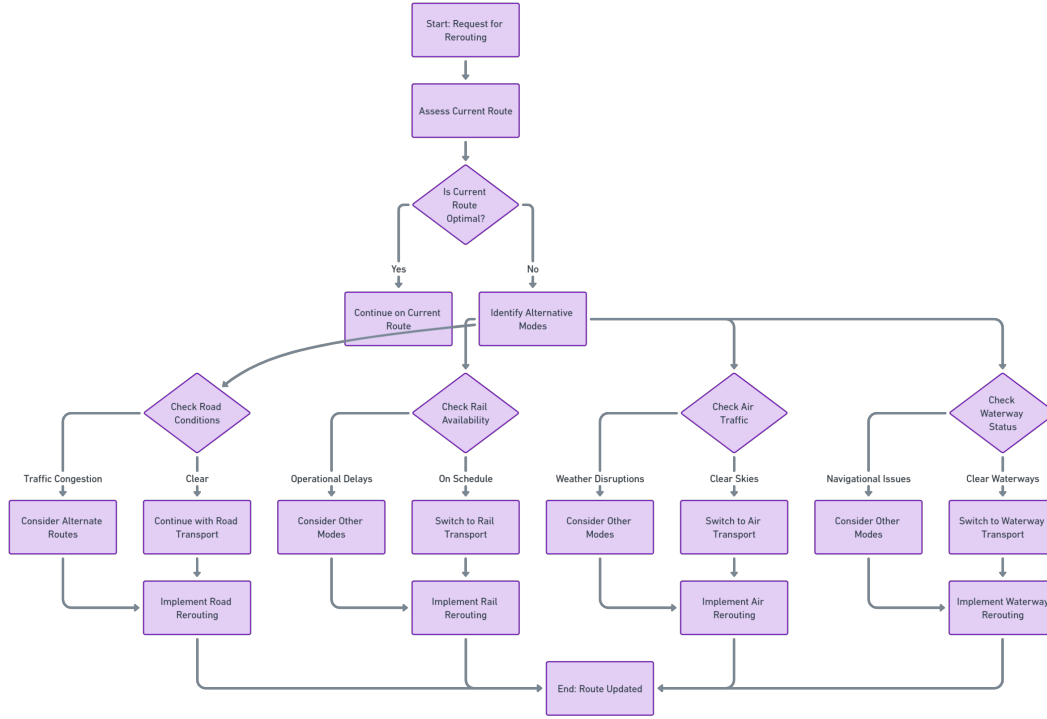 Start: Request for
Rerouting
Assess Current Route
Is Current
Route
Optimal?
Yes
No
Continue on Current
Route
Identify Alternative
Modes
Check Road
Conditions
Check Rail
Availability
Check Air
Traffic
Check
Waterway
Status
Traffic Congestion
Clear
Operational Delays
On Schedule
Weather Disruptions
Clear Skies
Navigational Issues
Clear Waterways
Consider Alternate
Routes
Continue with Road
Transport
Consider Other
Modes
Switch to Rail
Transport
Consider Other
Modes
Switch to Air
Transport
Consider Other
Modes
Switch to Waterway
Transport
Implement Road
Rerouting
Implement Rail
Rerouting
Implement Air
Rerouting
Implement Waterway
Rerouting
End: Route Updated